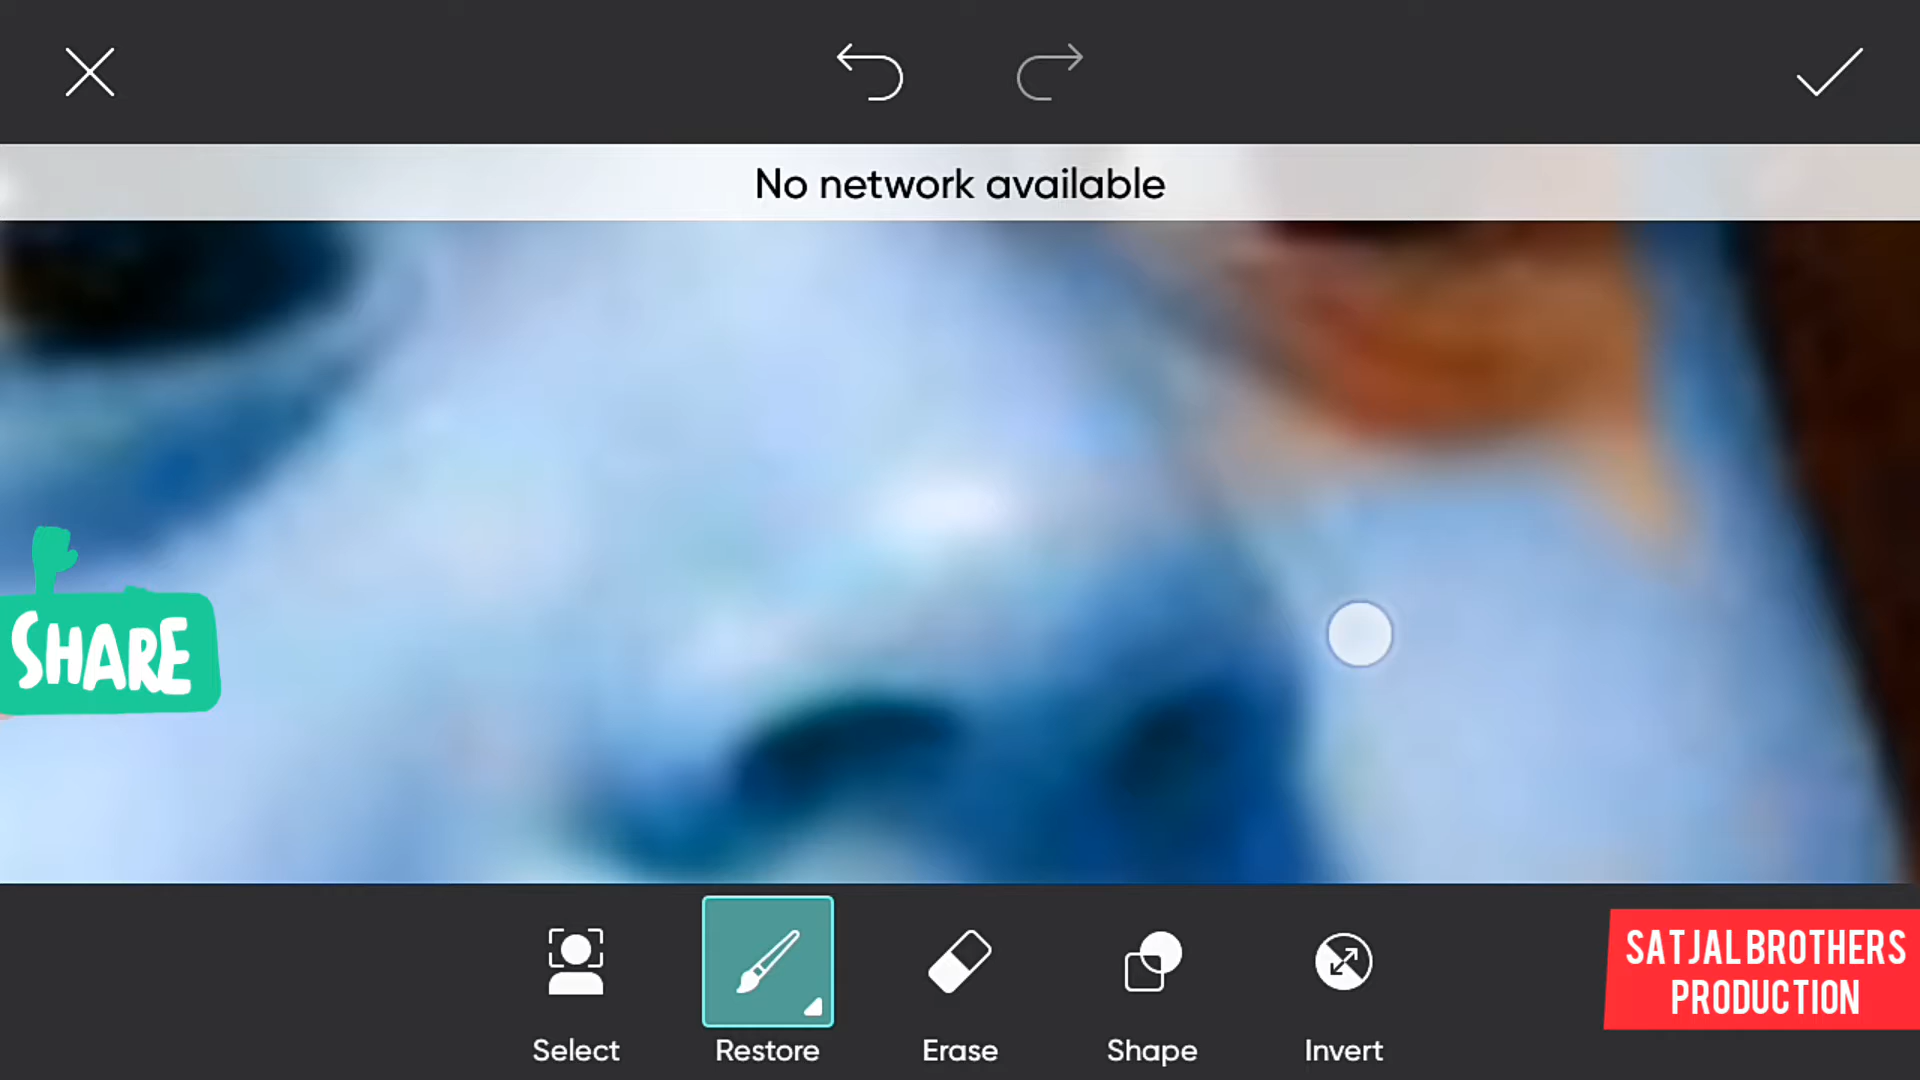 No network available
SHARE
Select
Restore
Erase
Shape
Invert
SATJAL BROTHERS
PRODUCTION